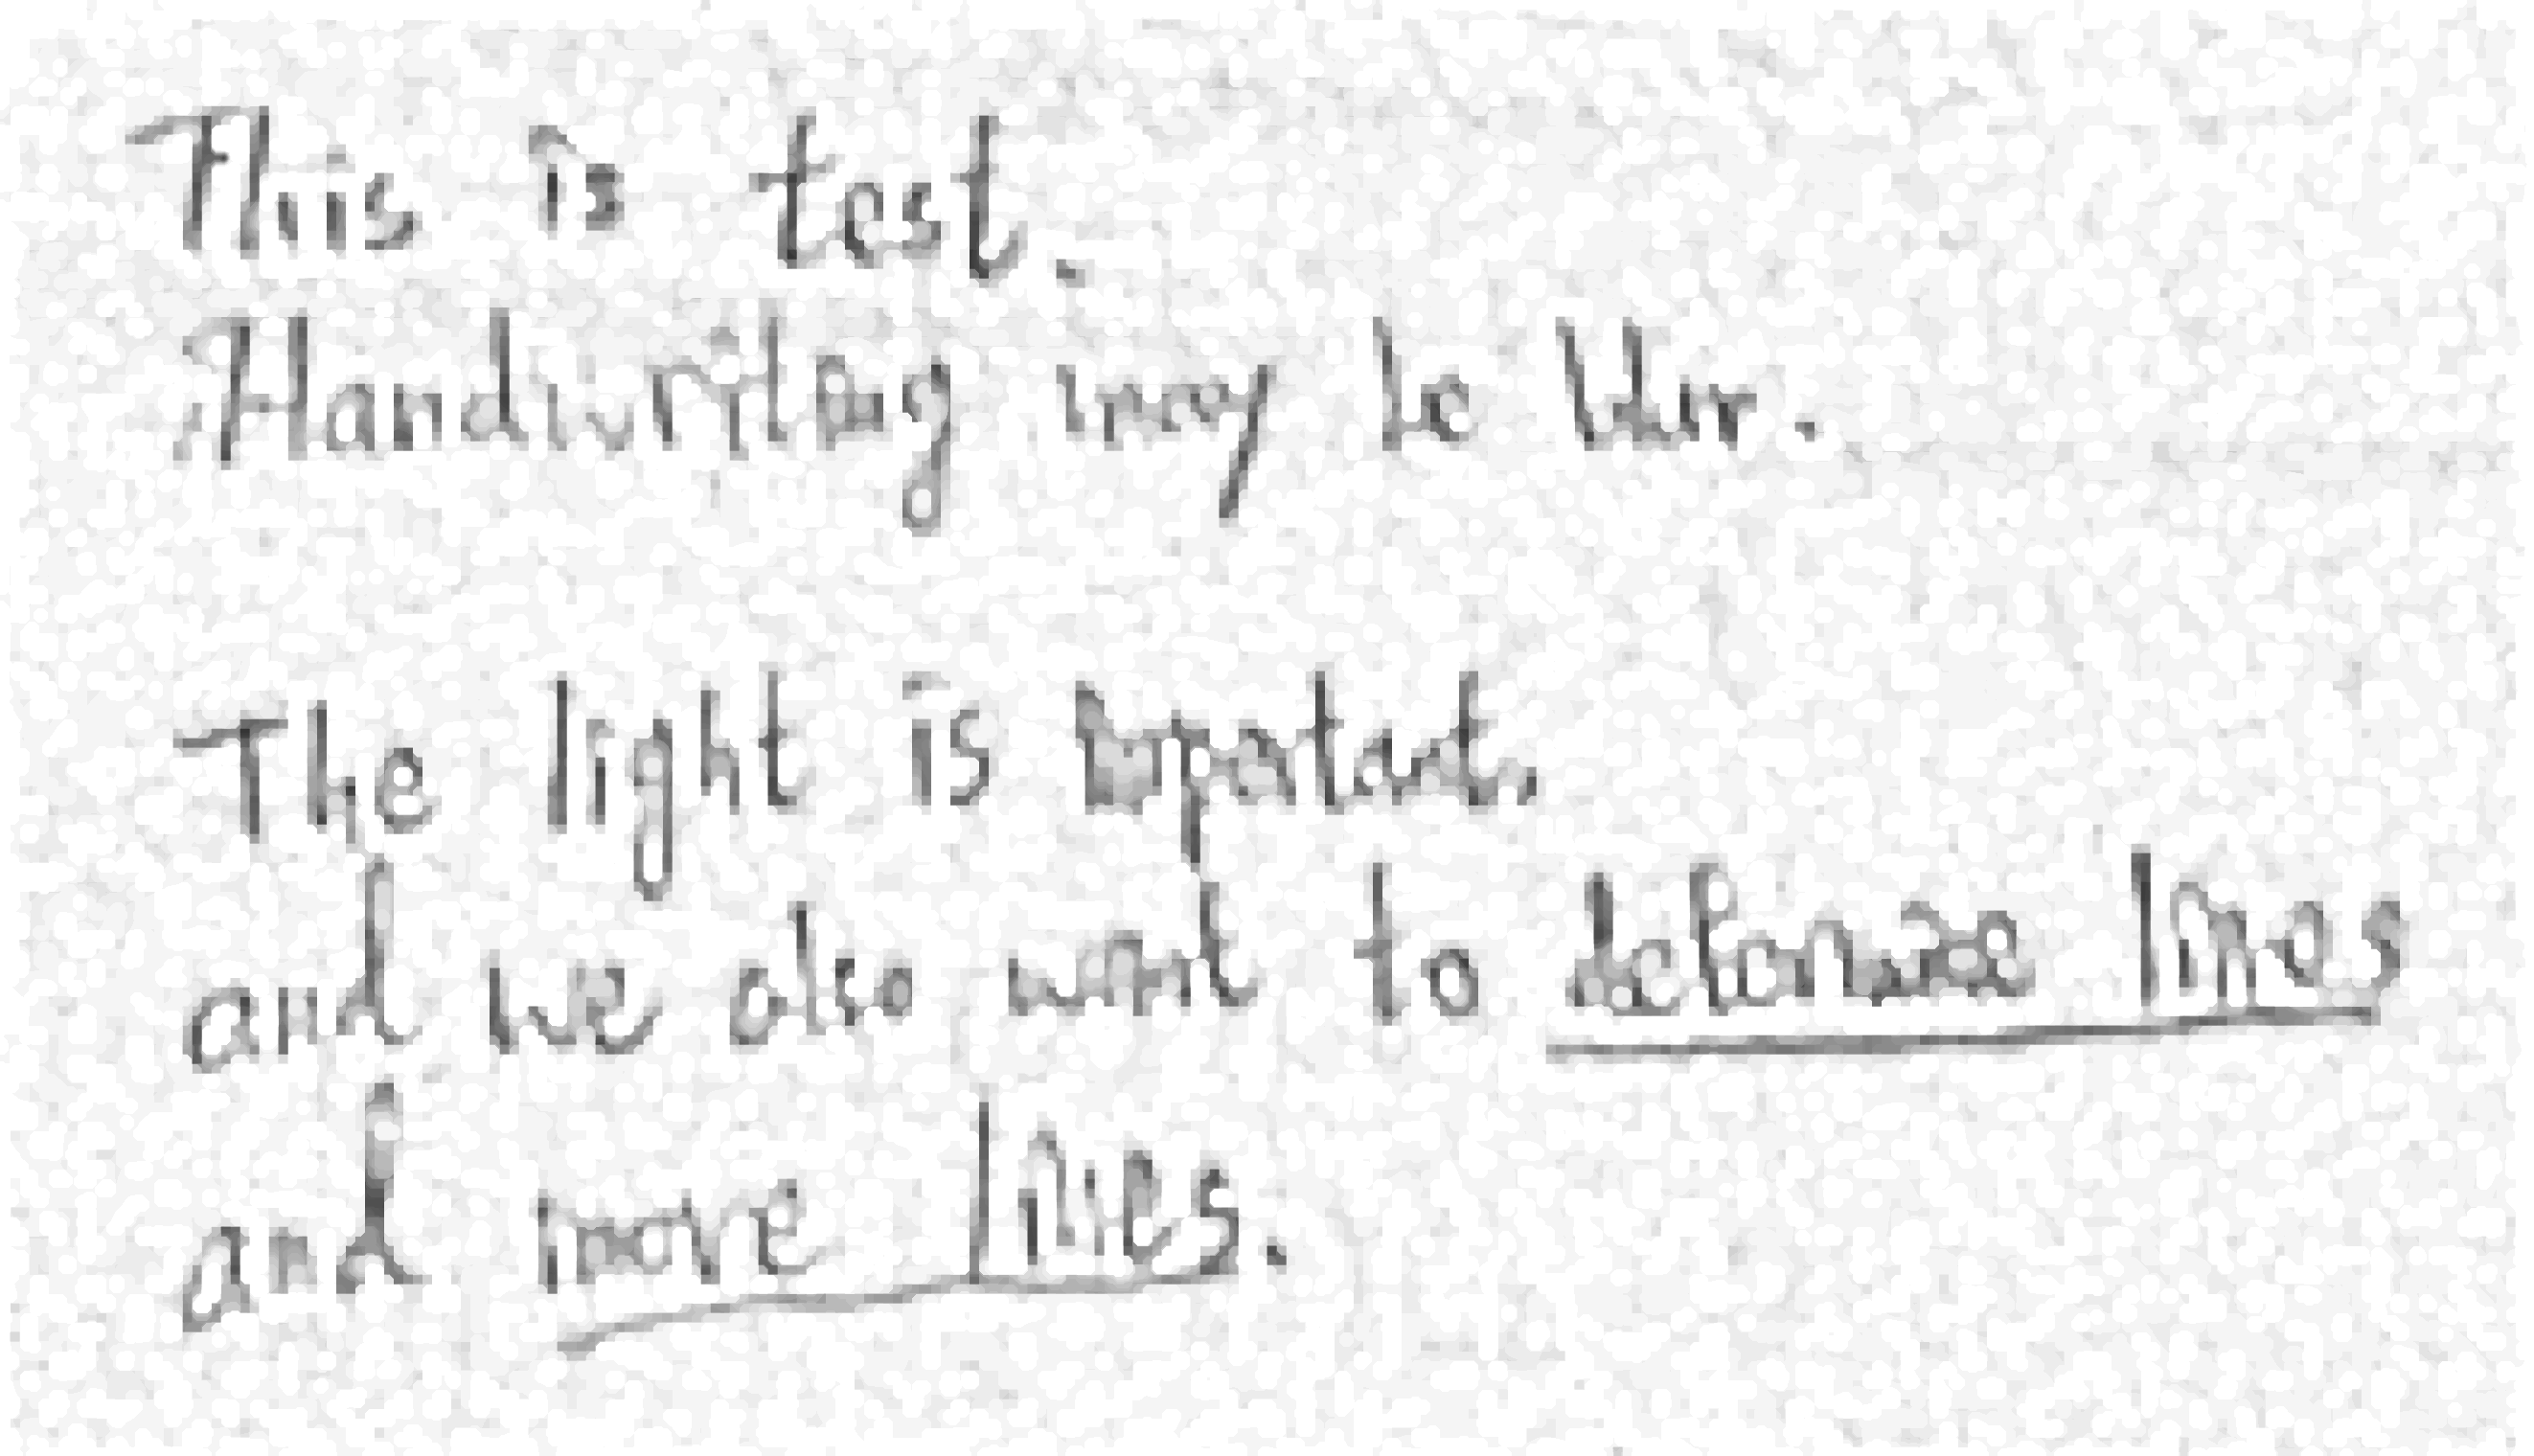 This is test.
Handwriting may be blur.
The light is important,
and we also want to lines
and more lines.